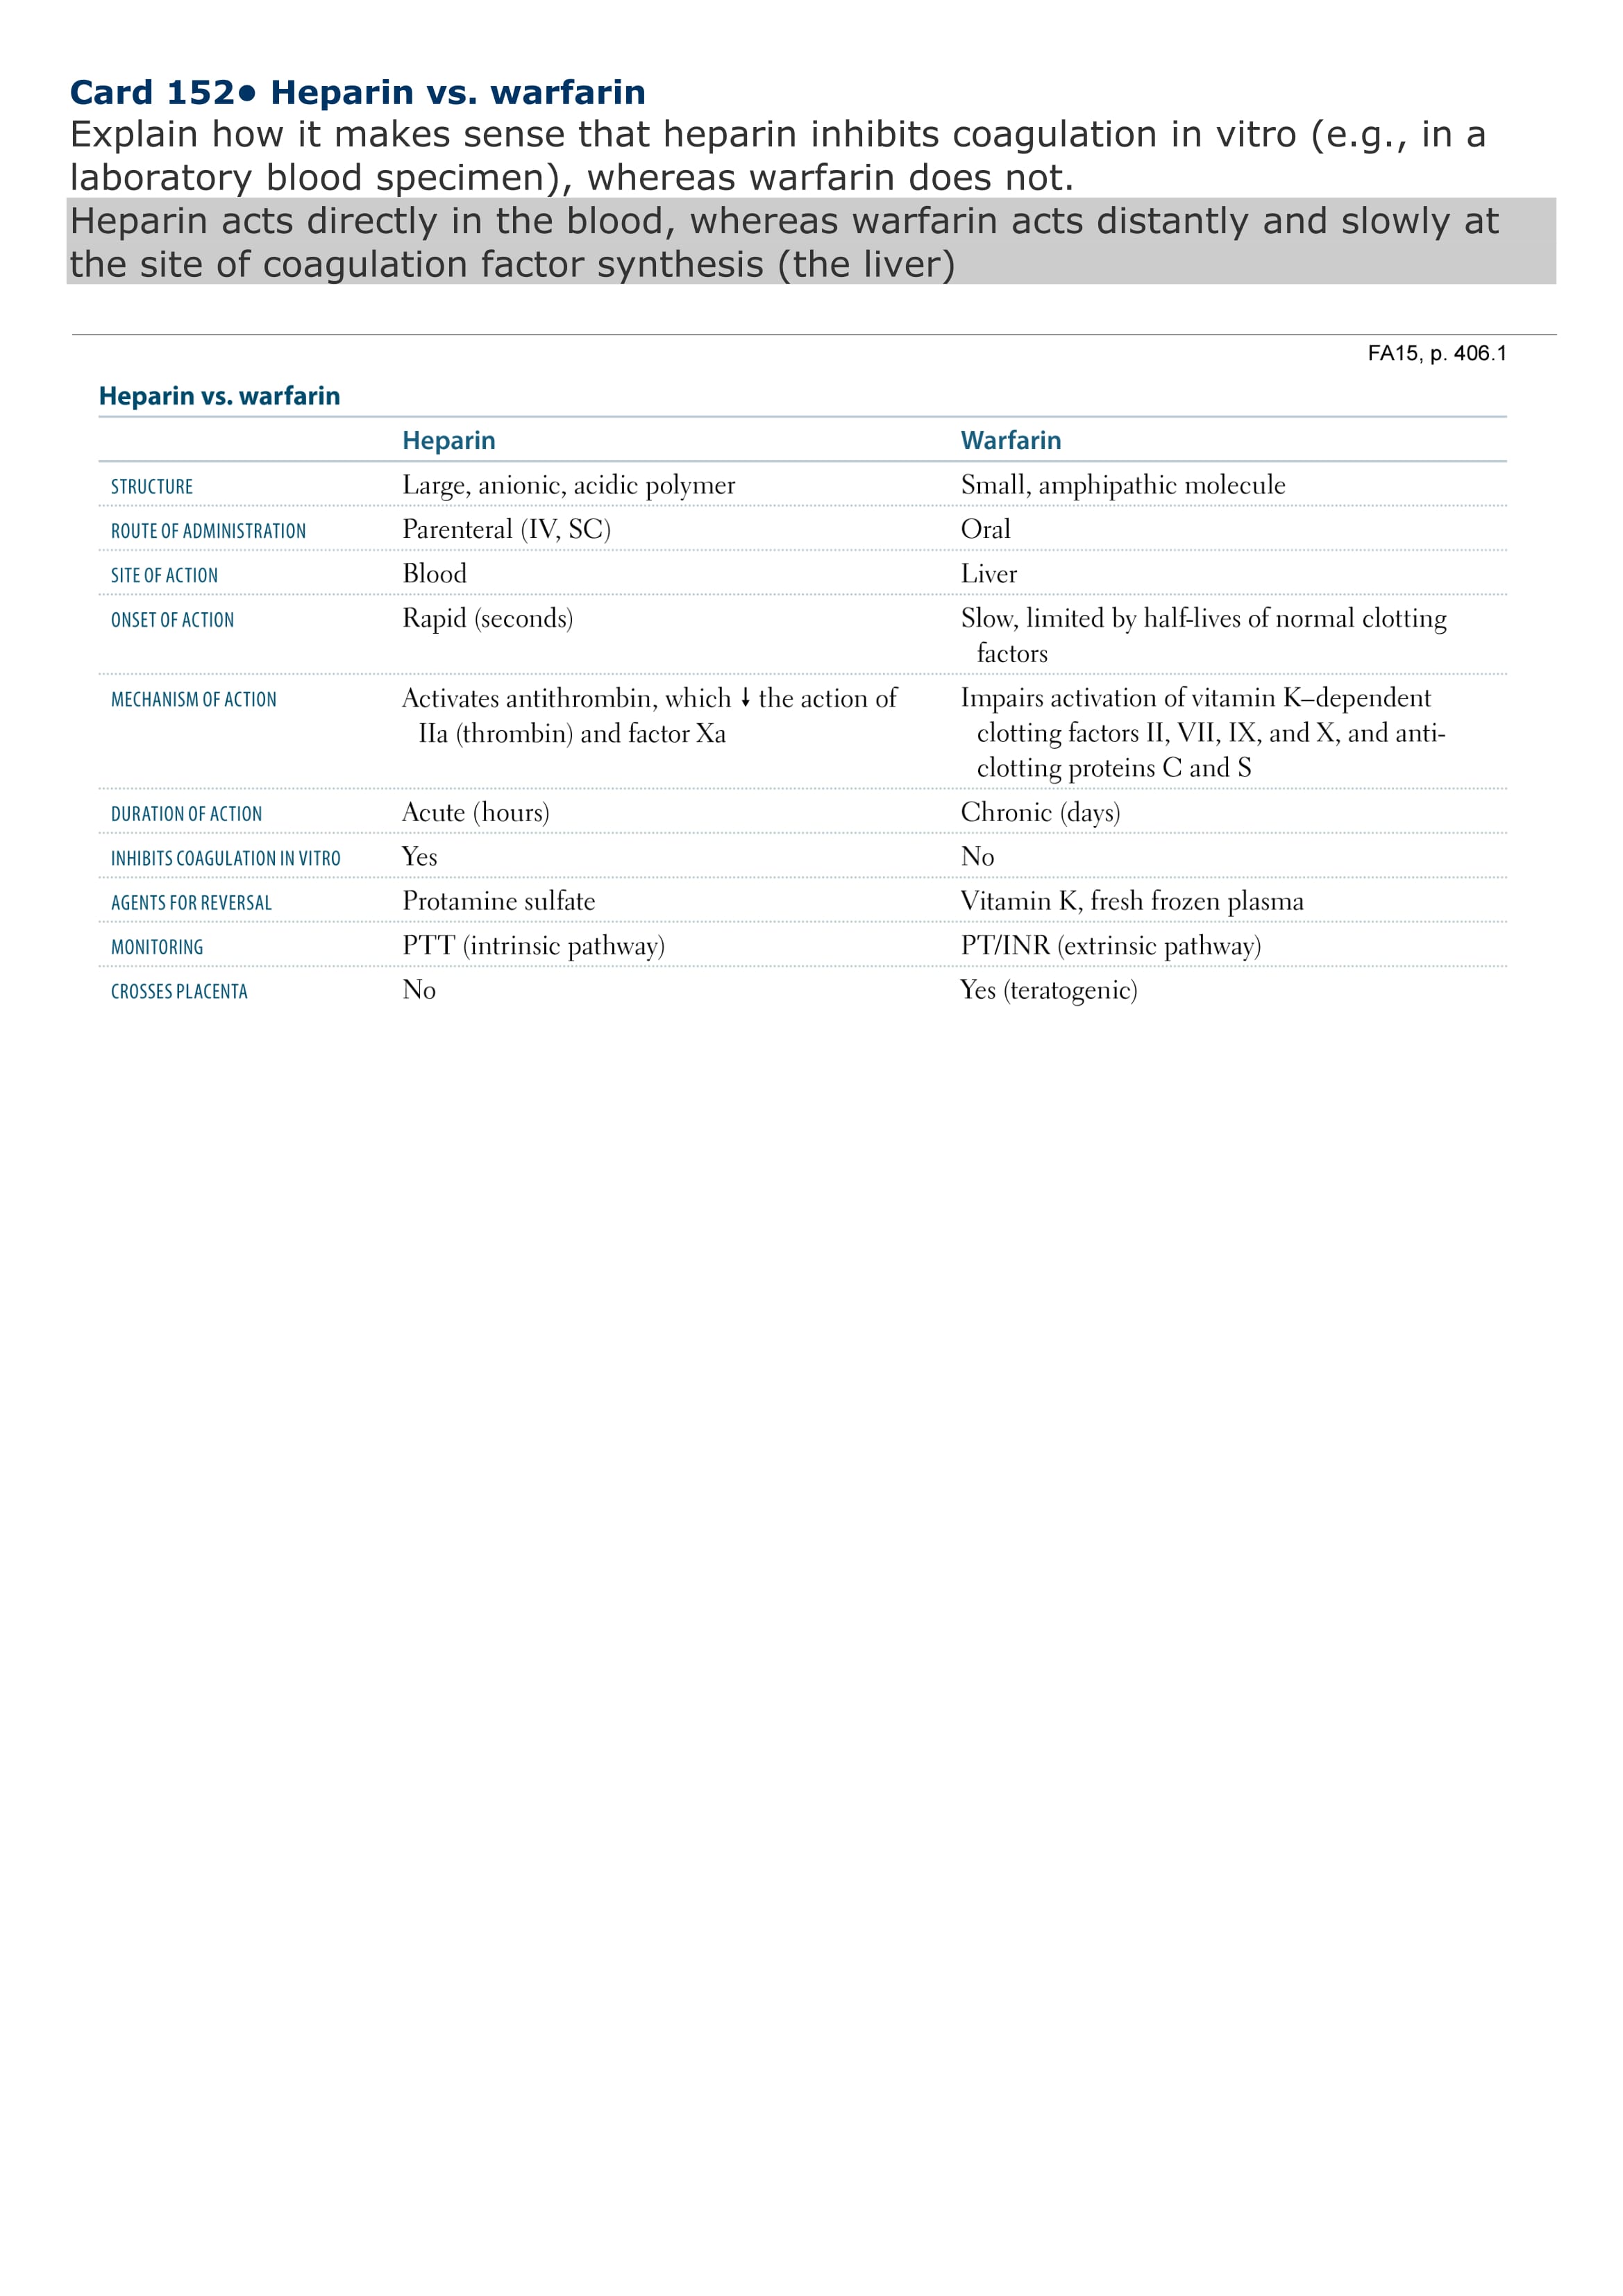 Card 152● Heparin vs. warfarin
Explain how it makes sense that heparin inhibits coagulation in vitro (e.g., in a
laboratory blood specimen), whereas warfarin does not.
Heparin acts directly in the blood, whereas warfarin acts distantly and slowly at
the site of coagulation factor synthesis (the liver)
FA15, p. 406.1
Heparin vs. warfarin
Heparin Warfarin
STRUCTURE Large, anionic, acidic polymer Small, amphipathic molecule
ROUTE OF ADMINISTRATION Parenteral (IV, SC) Oral
SITE OF ACTION Blood Liver
ONSET OF ACTION Rapid (seconds) Slow, limited by half-lives of normal clotting
factors
MECHANISM OF ACTION Activates antithrombin, which ↓ the action of Impairs activation of vitamin K–dependent
IIa (thrombin) and factor Xa clotting factors II, VII, IX, and X, and anti-
clotting proteins C and S
DURATION OF ACTION Acute (hours) Chronic (days)
INHIBITS COAGULATION IN VITRO Yes No
AGENTS FOR REVERSAL Protamine sulfate Vitamin K, fresh frozen plasma
MONITORING PTT (intrinsic pathway) PT/INR (extrinsic pathway)
CROSSES PLACENTA No Yes (teratogenic)